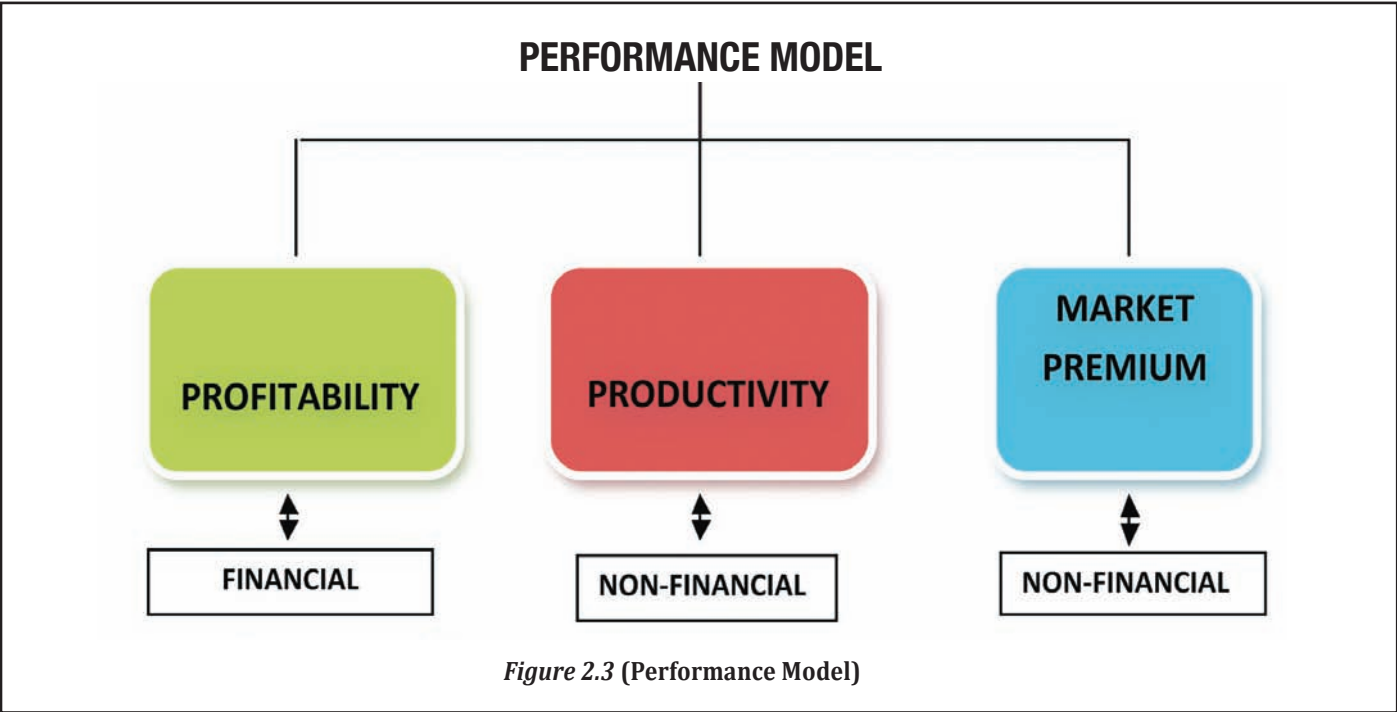 PERFORMANCE MODEL
PROFITABILITY
PRODUCTIVITY
MARKET
PREMIUM
FINANCIAL
NON-FINANCIAL
NON-FINANCIAL
Figure 2.3 (Performance Model)